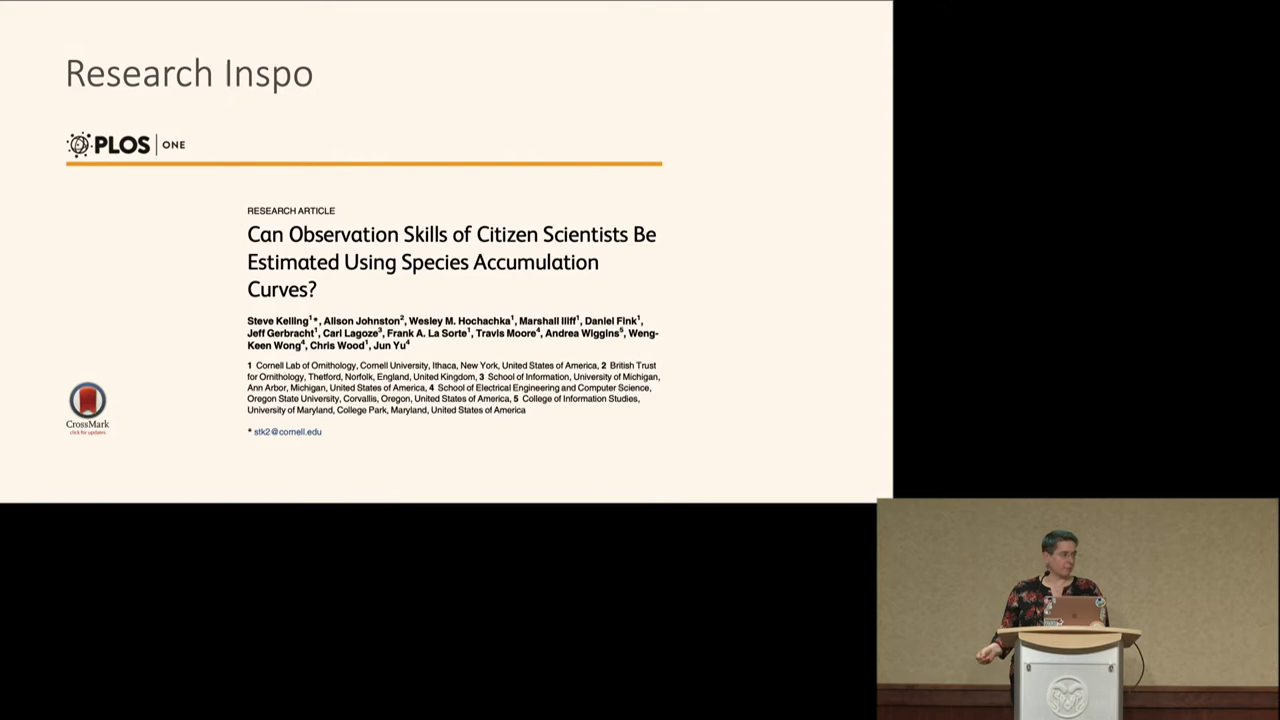 Research Inspo
PLOS ONE
RESEARCH ARTICLE
Can Observation Skills of Citizen Scientists Be
Estimated Using Species Accumulation
Curves?
Steve Kelling1*, Alison Johnston2, Wesley M. Hochachka1, Marshall Iliff1, Daniel Fink1,
Jeff Gerbracht1, Carl Lagoze3, Frank A. La Sorte1, Travis Moore4, Andrea Wiggins5, Weng-
Keen Wong4, Chris Wood1, Jun Yu4
1 Cornell Lab of Ornithology, Cornell University, Ithaca, New York, United States of America, 2 British Trust
for Ornithology, Thetford, Norfolk, England, United Kingdom, 3 School of Information, University of Michigan,
Ann Arbor, Michigan, United States of America, 4 School of Electrical Engineering and Computer Science,
Oregon State University, Corvallis, Oregon, United States of America, 5 College of Information Studies,
University of Maryland, College Park, Maryland, United States of America
* stk2@cornell.edu
CrossMark
click for updates